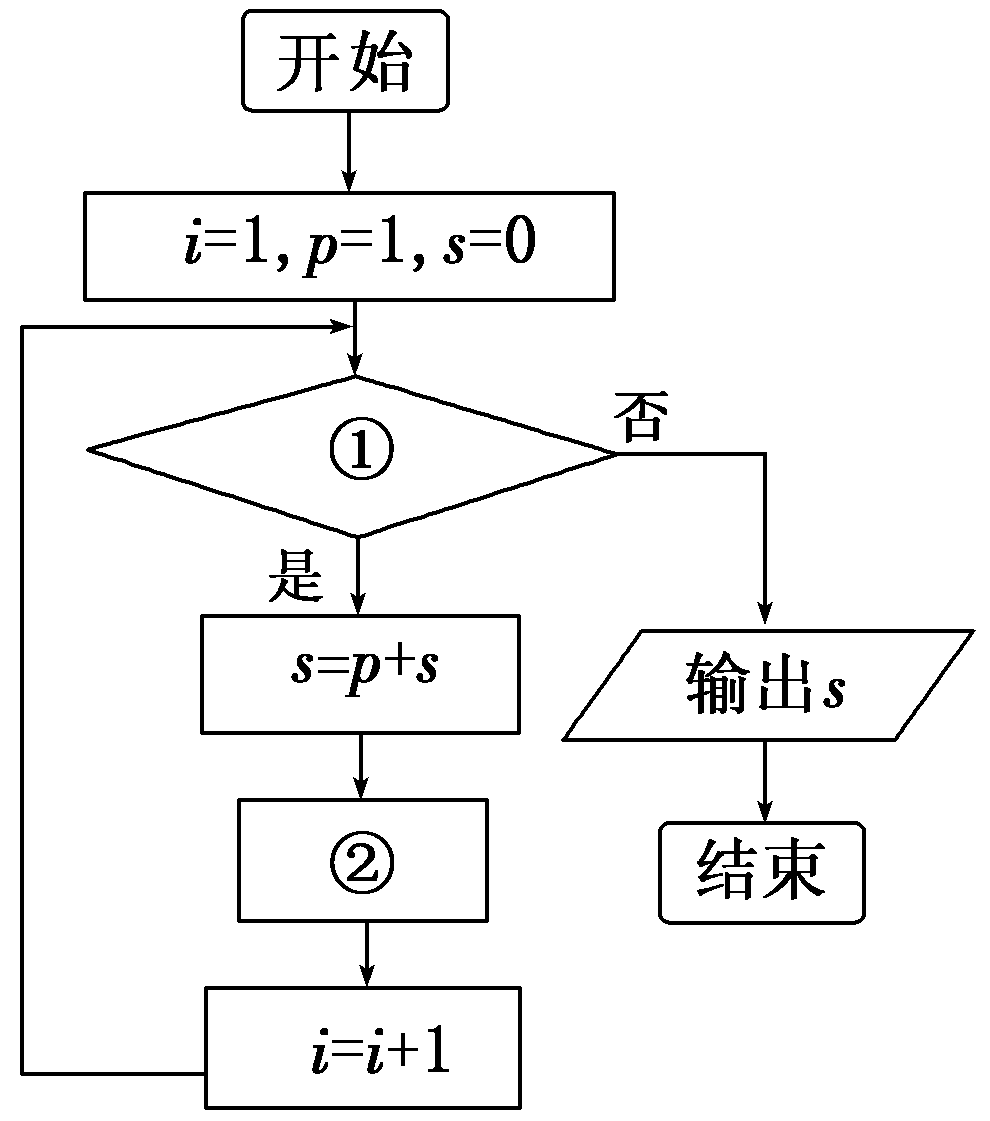 开始
i=1, p=1, s=0
①
否
是
s=p+s
输出s
②
结束
i=i+1